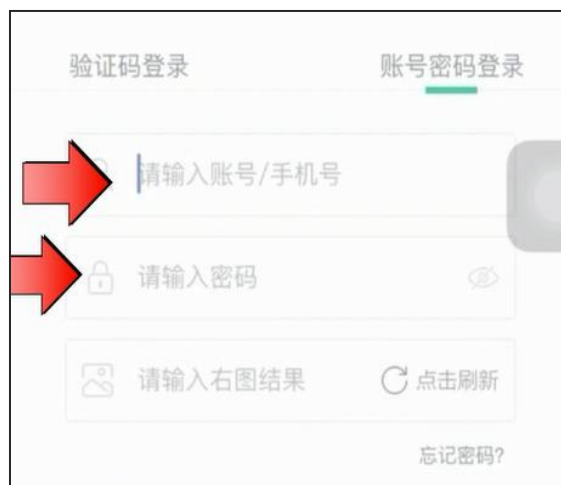 验证码登录 账号密码登录
请输入账号/手机号
请输入密码
请输入右图结果 点击刷新
忘记密码?